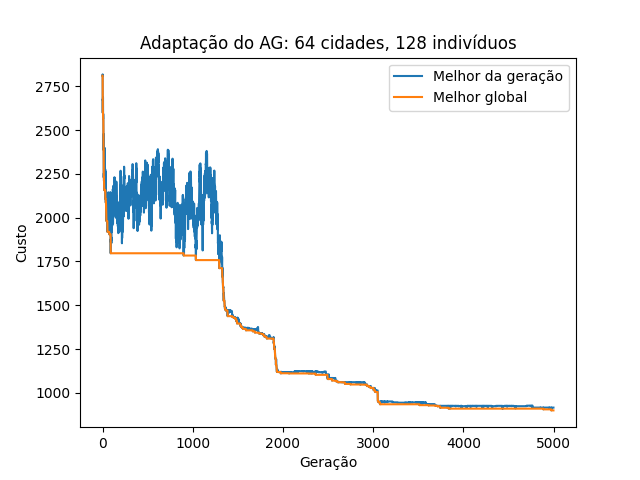 Adaptação do AG: 64 cidades, 128 indivíduos
Melhor da geração
Melhor global
Custo
2750
2500
2250
2000
1750
1500
1250
1000
0 1000 2000 3000 4000 5000
Geração